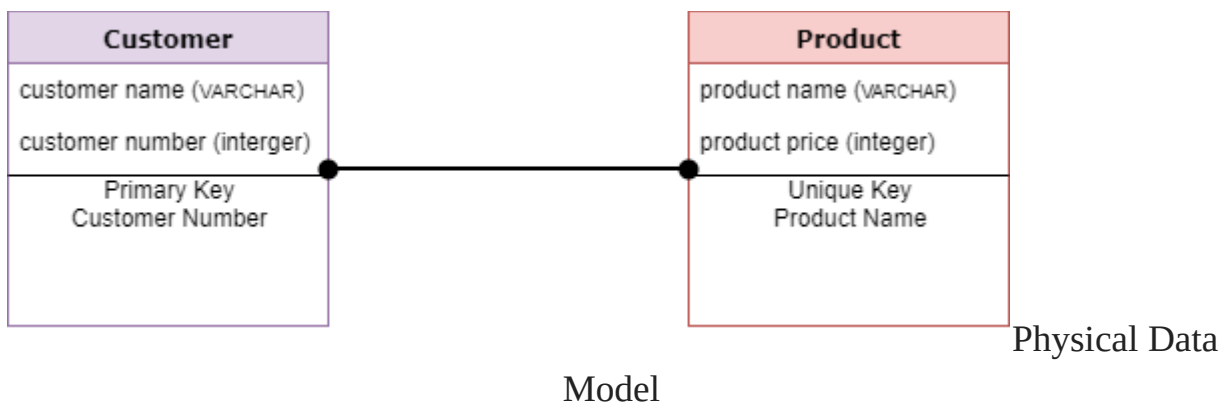 Customer
customer name (VARCHAR)
customer number (interger)
Primary Key
Customer Number
Product
product name (VARCHAR)
product price (integer)
Unique Key
Product Name
Physical Data
Model